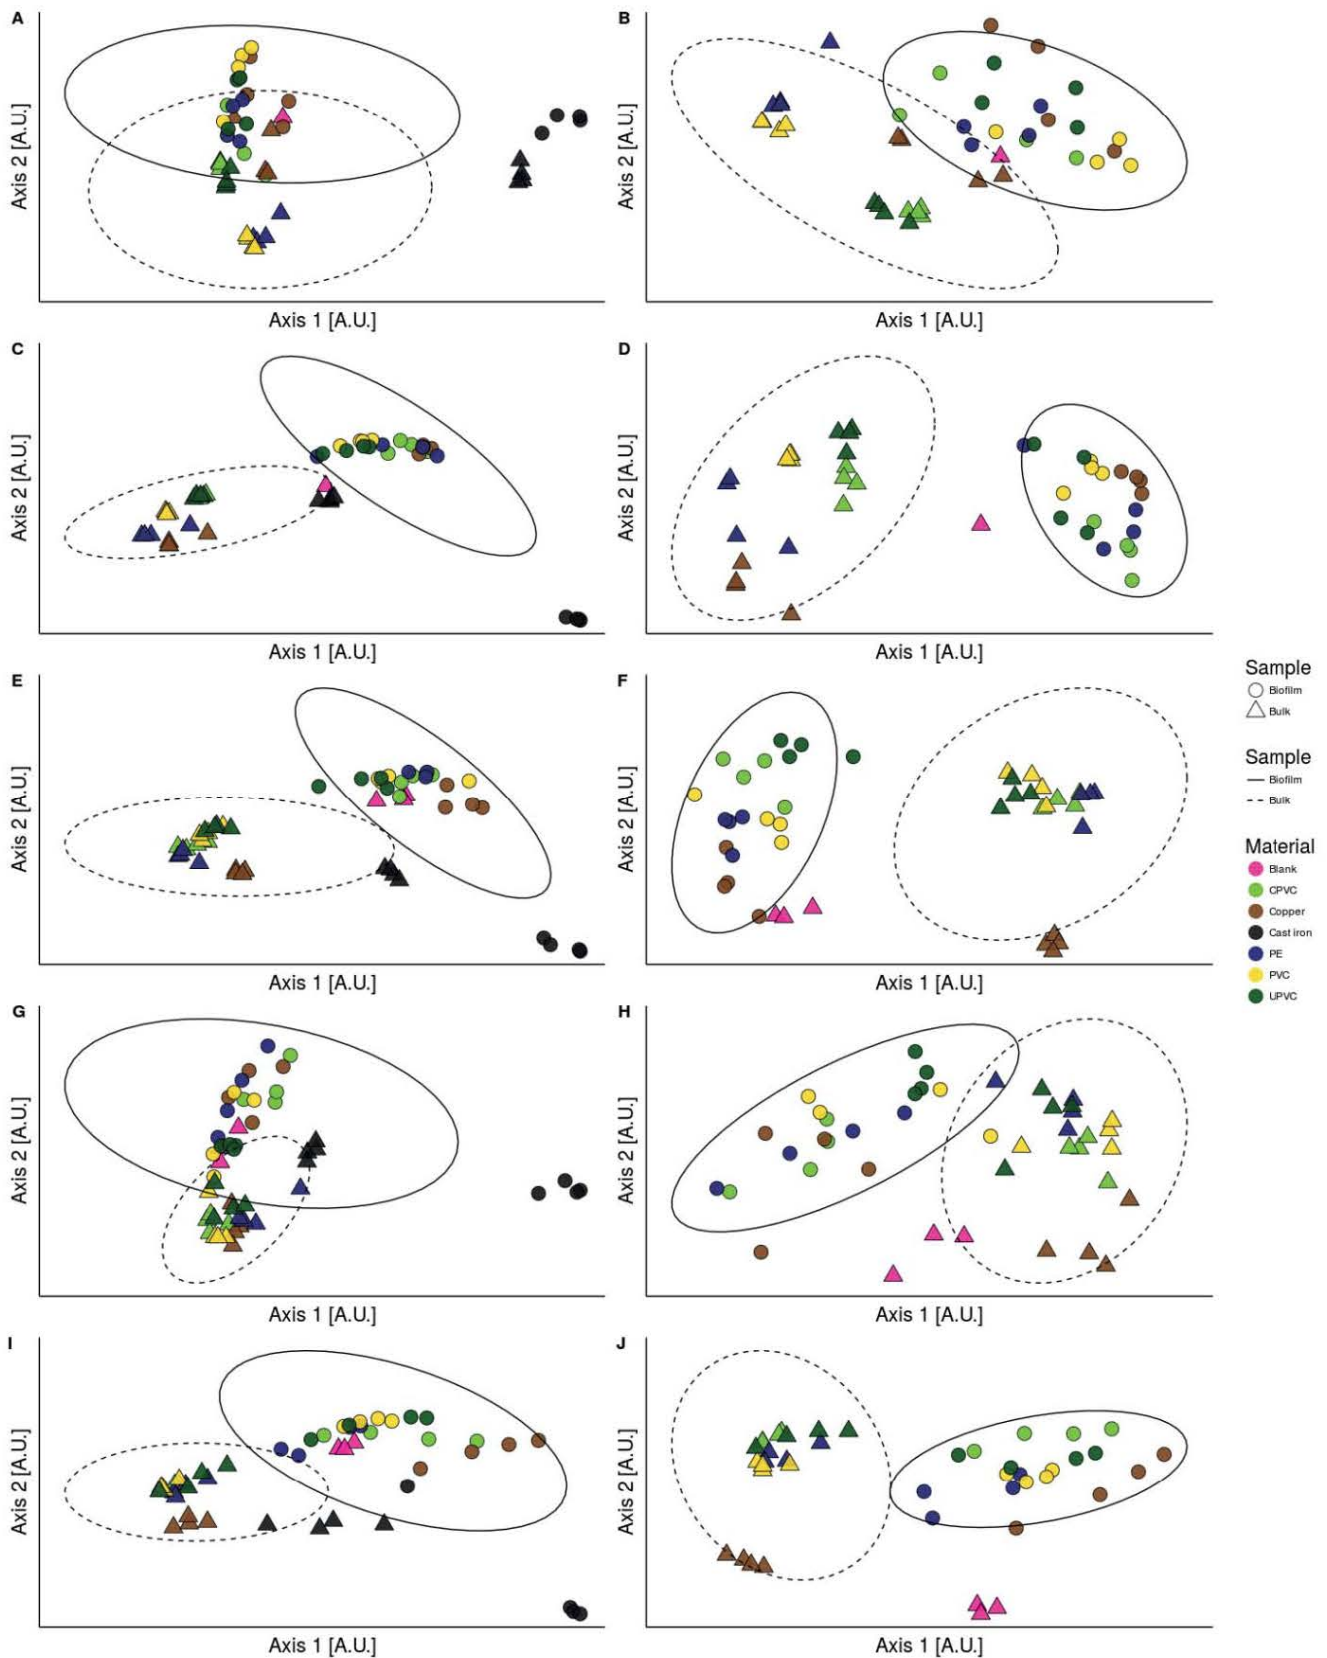 A
Axis 2 [A.U.]
Axis 1 [A.U.]
B
Axis 2 [A.U.]
Axis 1 [A.U.]
C
Axis 2 [A.U.]
Axis 1 [A.U.]
D
Axis 2 [A.U.]
Axis 1 [A.U.]
E
Axis 2 [A.U.]
Axis 1 [A.U.]
F
Axis 2 [A.U.]
Axis 1 [A.U.]
G
Axis 2 [A.U.]
Axis 1 [A.U.]
H
Axis 2 [A.U.]
Axis 1 [A.U.]
I
Axis 2 [A.U.]
Axis 1 [A.U.]
J
Axis 2 [A.U.]
Axis 1 [A.U.]
Sample
Biofilm
Bulk
Sample
Biofilm
Bulk
Material
Blank
CPVC
Copper
Cast iron
PE
PVC
UPVC